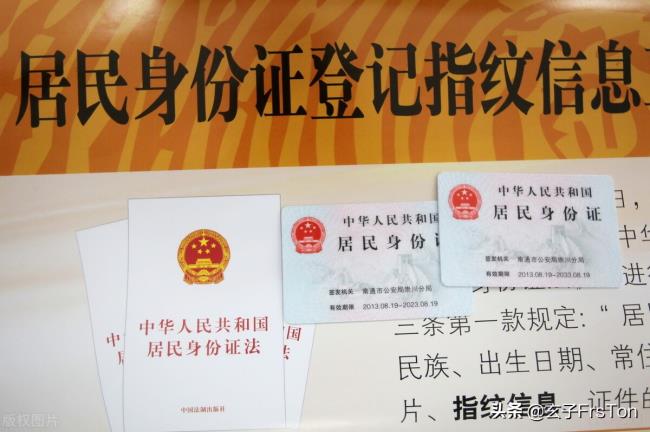 居民身份证登记指纹信息
中华人民共和国
居民身份证法
中国法制出版社
中华人民共和国
居民身份证
签发机关 南通市公安局崇川分局
有效期限 2013.08.19-2023.08.19
中华人民共和国
居民身份证
签发机关 南通市公安局崇川分局
有效期限 2013.08.19-2033.08.19
日,
中华
进行
三条第一款规定:“居
民族、出生日期、常住
片、指纹信息、证件的
版权图片
头条 @玄子FrsTon